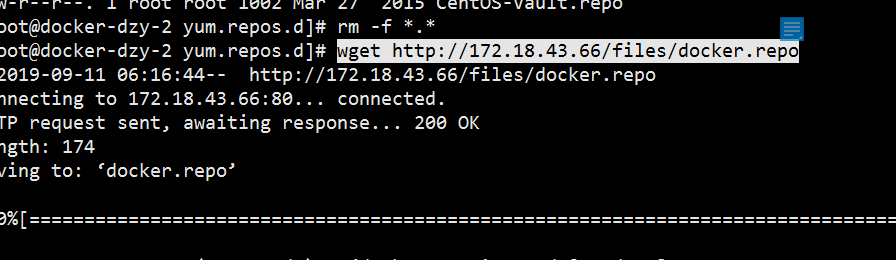 w-r--r--. 1 root root 1002 Mar 27  2015 CentOS-Vault.repo
oot@docker-dzy-2 yum.repos.d]# rm -f *.*
oot@docker-dzy-2 yum.repos.d]# wget http://172.18.43.66/files/docker.repo
2019-09-11 06:16:44--  http://172.18.43.66/files/docker.repo
nnecting to 172.18.43.66:80... connected.
TP request sent, awaiting response... 200 OK
ngth: 174
ving to: ‘docker.repo’
0%[===============================================================================